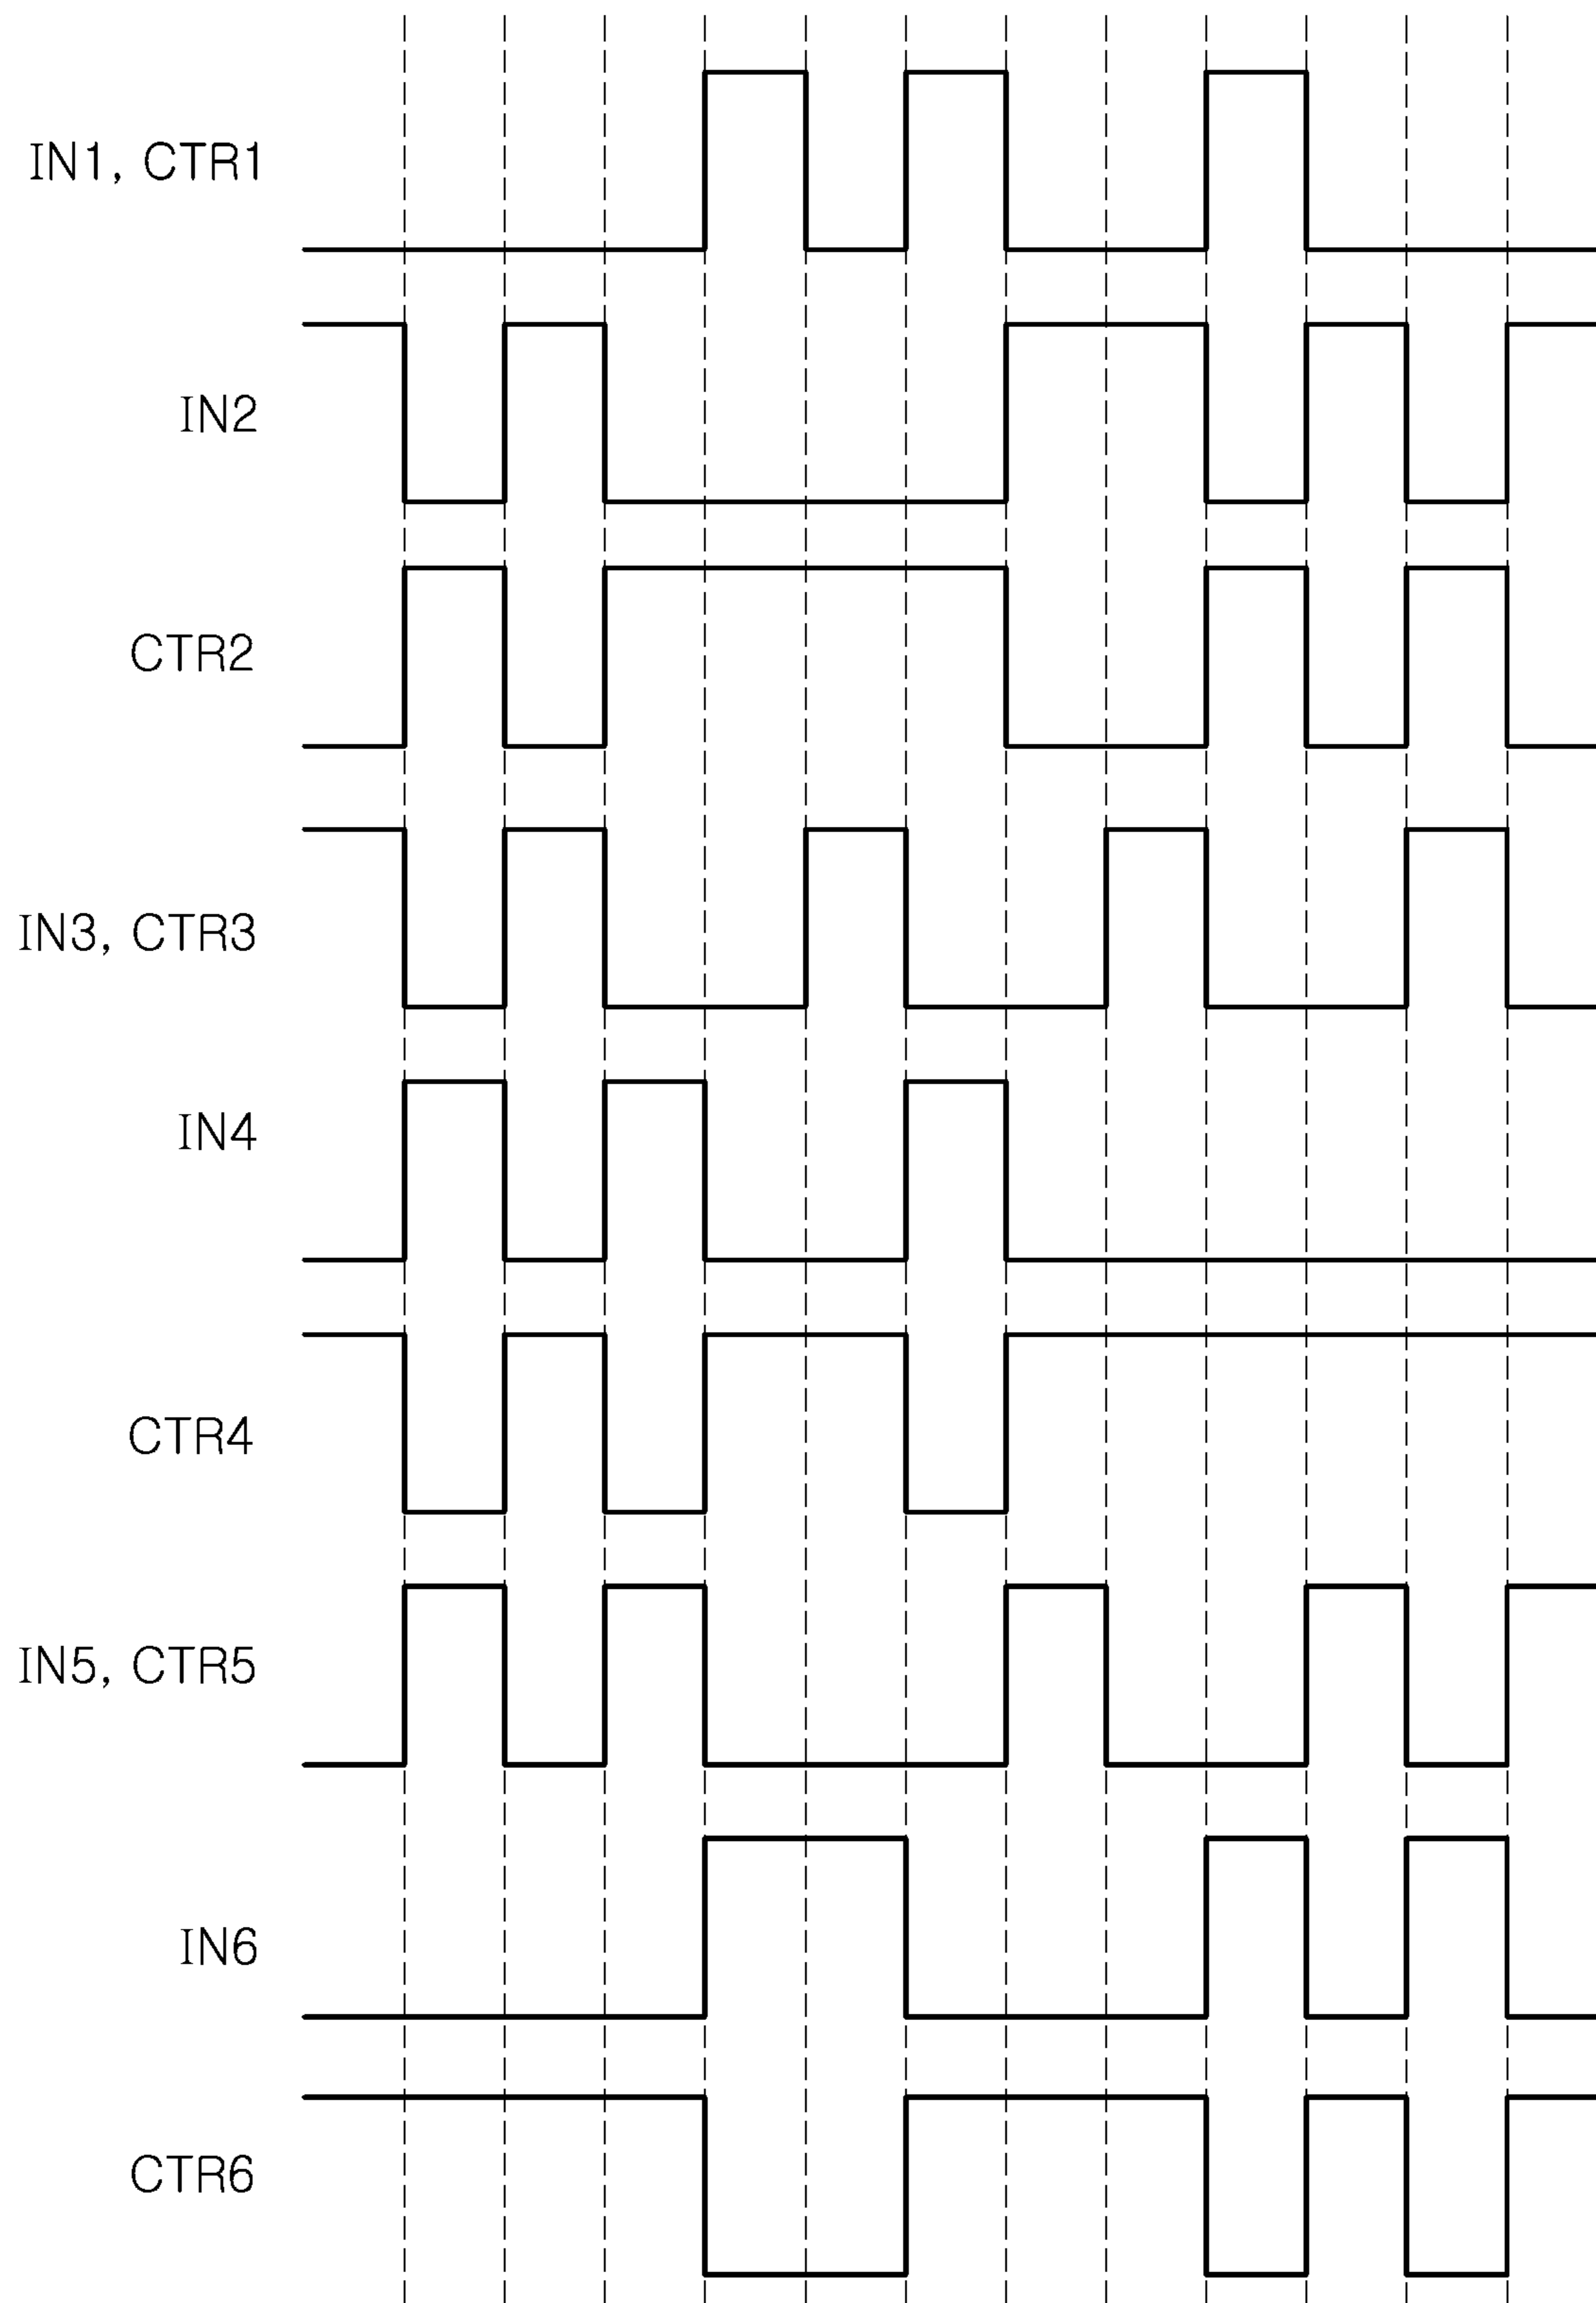 IN1, CTR1
IN2
CTR2
IN3, CTR3
IN4
CTR4
IN5, CTR5
IN6
CTR6